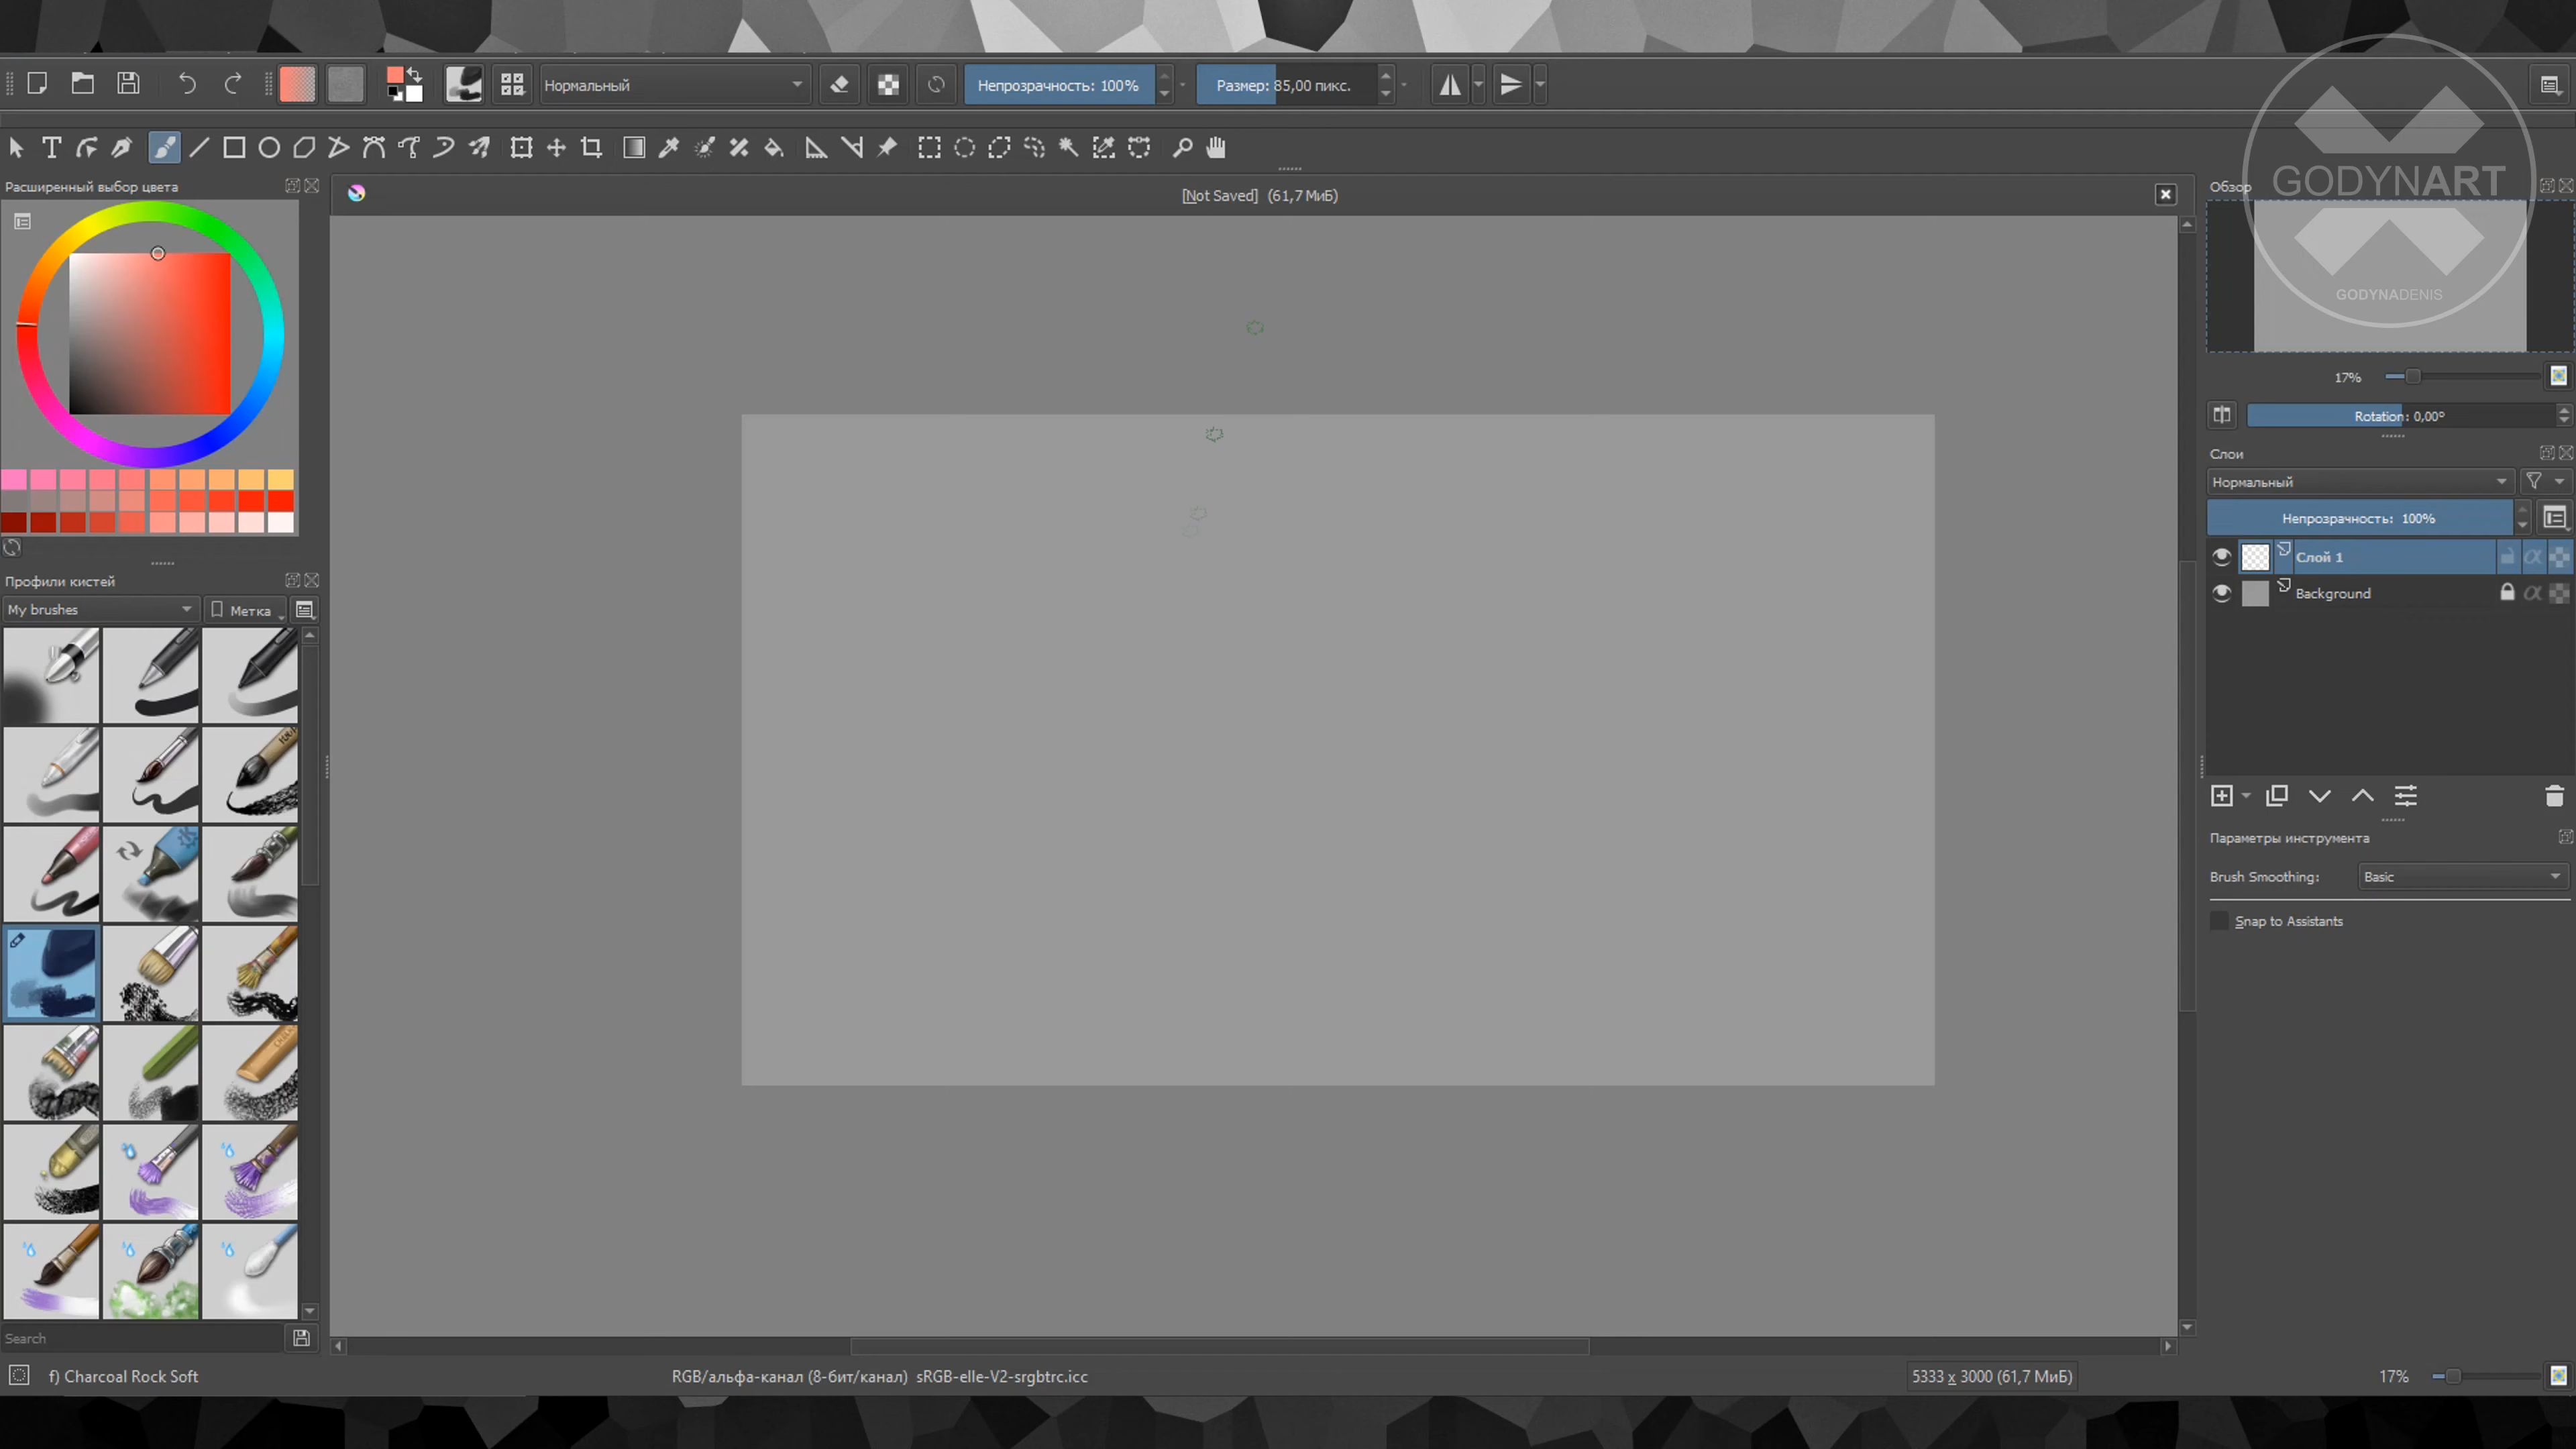 Нормальный
Непрозрачность: 100%
Размер: 85,00 пикс.
Расширенный выбор цвета
[Not Saved] (61,7 МиБ)
Обзор
GODYNART
GODYNADENIS
17%
Rotation: 0,00°
Слои
Нормальный
Непрозрачность: 100%
Слой 1
Background
Профили кистей
My brushes
Метка
Параметры инструмента
Brush Smoothing:
Basic
Snap to Assistants
Search
f) Charcoal Rock Soft
RGB/альфа-канал (8-бит/канал) sRGB-elle-V2-srgbtrc.icc
5333 x 3000 (61,7 МиБ)
17%